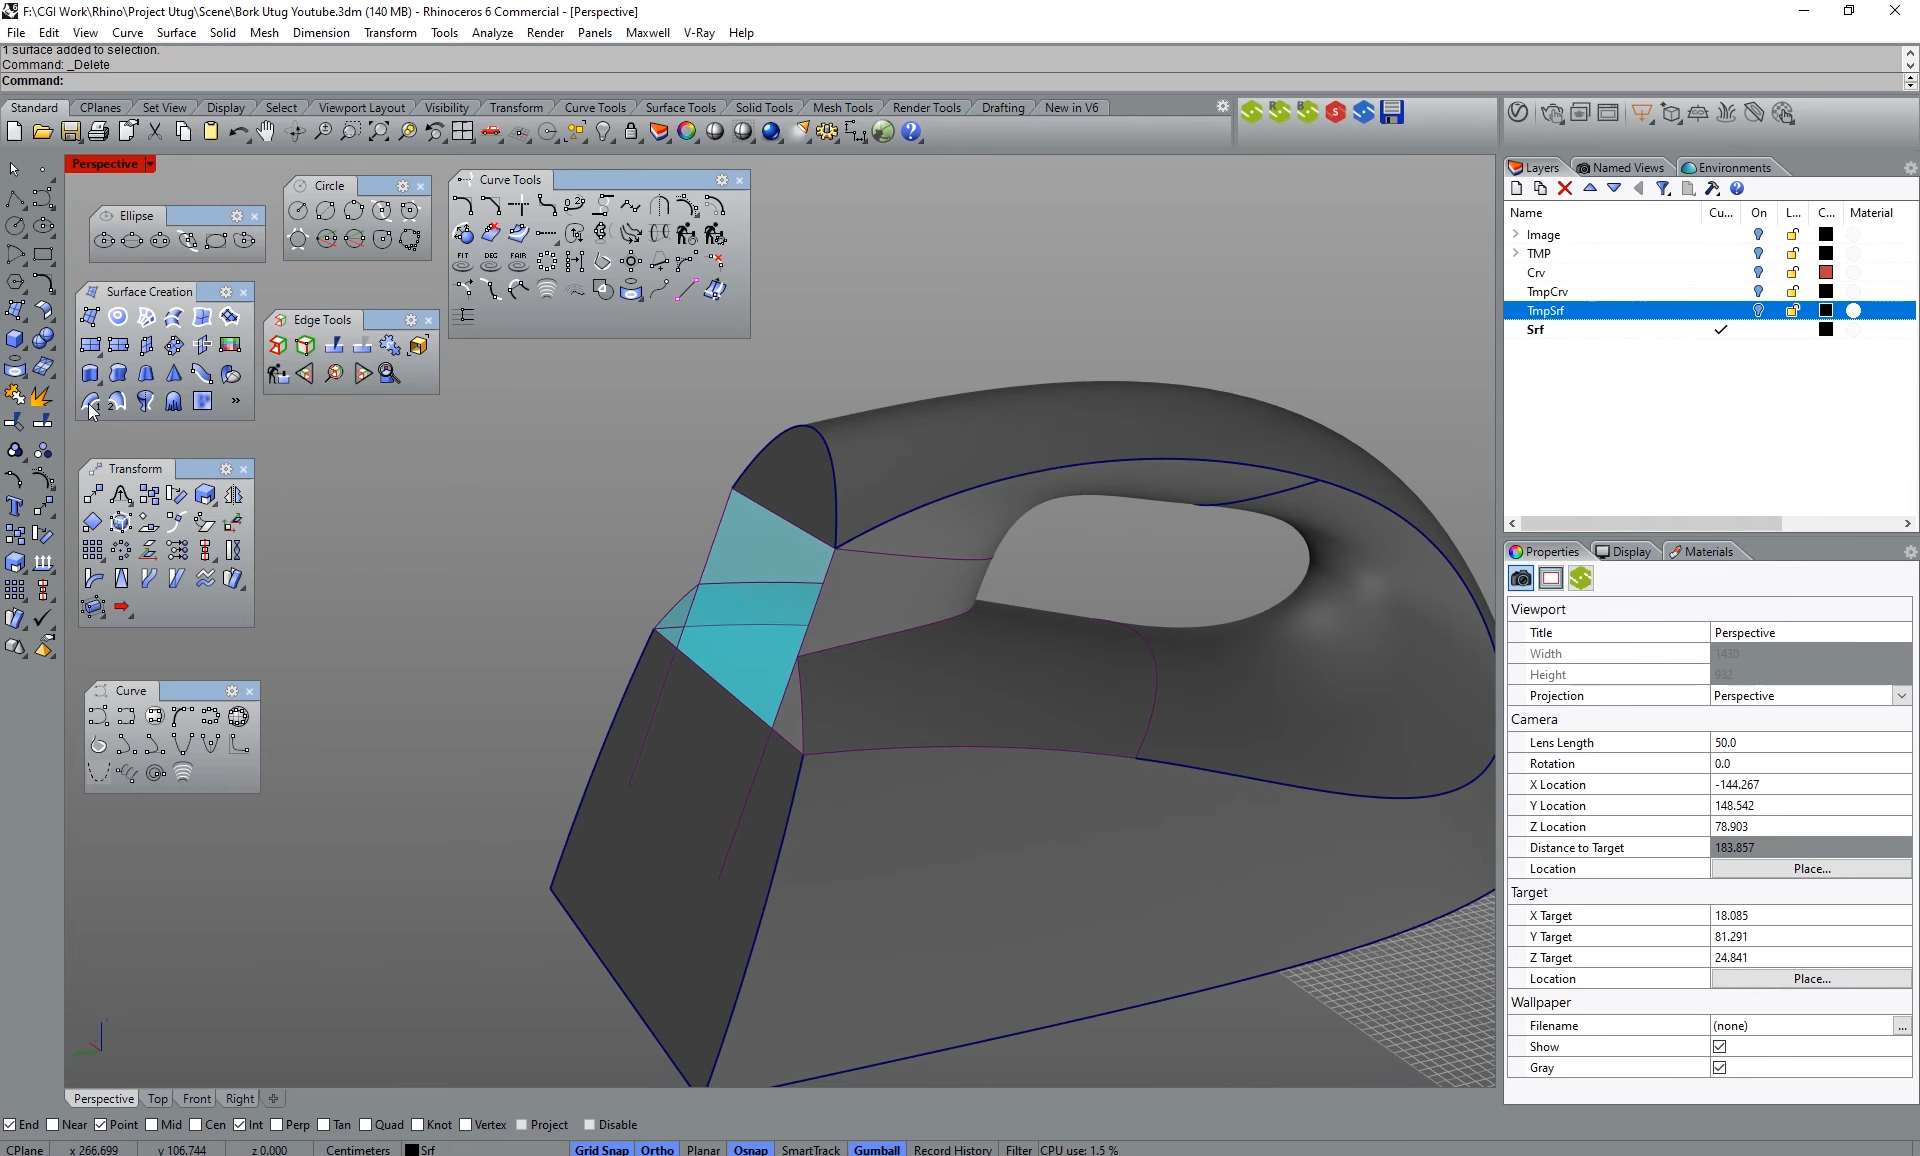 F:\CGI Work\Rhino\Project Utug\Scene\Bork Utug Youtube.3dm (140 MB) - Rhinoceros 6 Commercial - [Perspective]
File Edit View Curve Surface Solid Mesh Dimension Transform Tools Analyze Render Panels Maxwell V-Ray Help
1 surface added to selection.
Command: _Delete
Command:
Standard CPlanes Set View Display Select Viewport Layout Visibility Transform Curve Tools Surface Tools Solid Tools Mesh Tools Render Tools Drafting New in V6
Perspective
Ellipse
Circle
Curve Tools
FIT DEG FAIR
Surface Creation
1 2 »
Edge Tools
Transform
Curve
Layers Named Views Environments
Name Cu... On L... C... Material
Image
TMP
Crv
TmpCrv
TmpSrf
Srf
Properties Display Materials
Viewport
Title Perspective
Width 1430
Height 932
Projection Perspective
Camera
Lens Length 50.0
Rotation 0.0
X Location -144.267
Y Location 148.542
Z Location 78.903
Distance to Target 183.857
Location Place...
Target
X Target 18.085
Y Target 81.291
Z Target 24.841
Location Place...
Wallpaper
Filename (none) ...
Show
Gray
Perspective Top Front Right
End Near Point Mid Cen Int Perp Tan Quad Knot Vertex Project Disable
CPlane x 266.699 y 106.744 z 0.000 Centimeters Srf Grid Snap Ortho Planar Osnap SmartTrack Gumball Record History Filter CPU use: 1.5 %